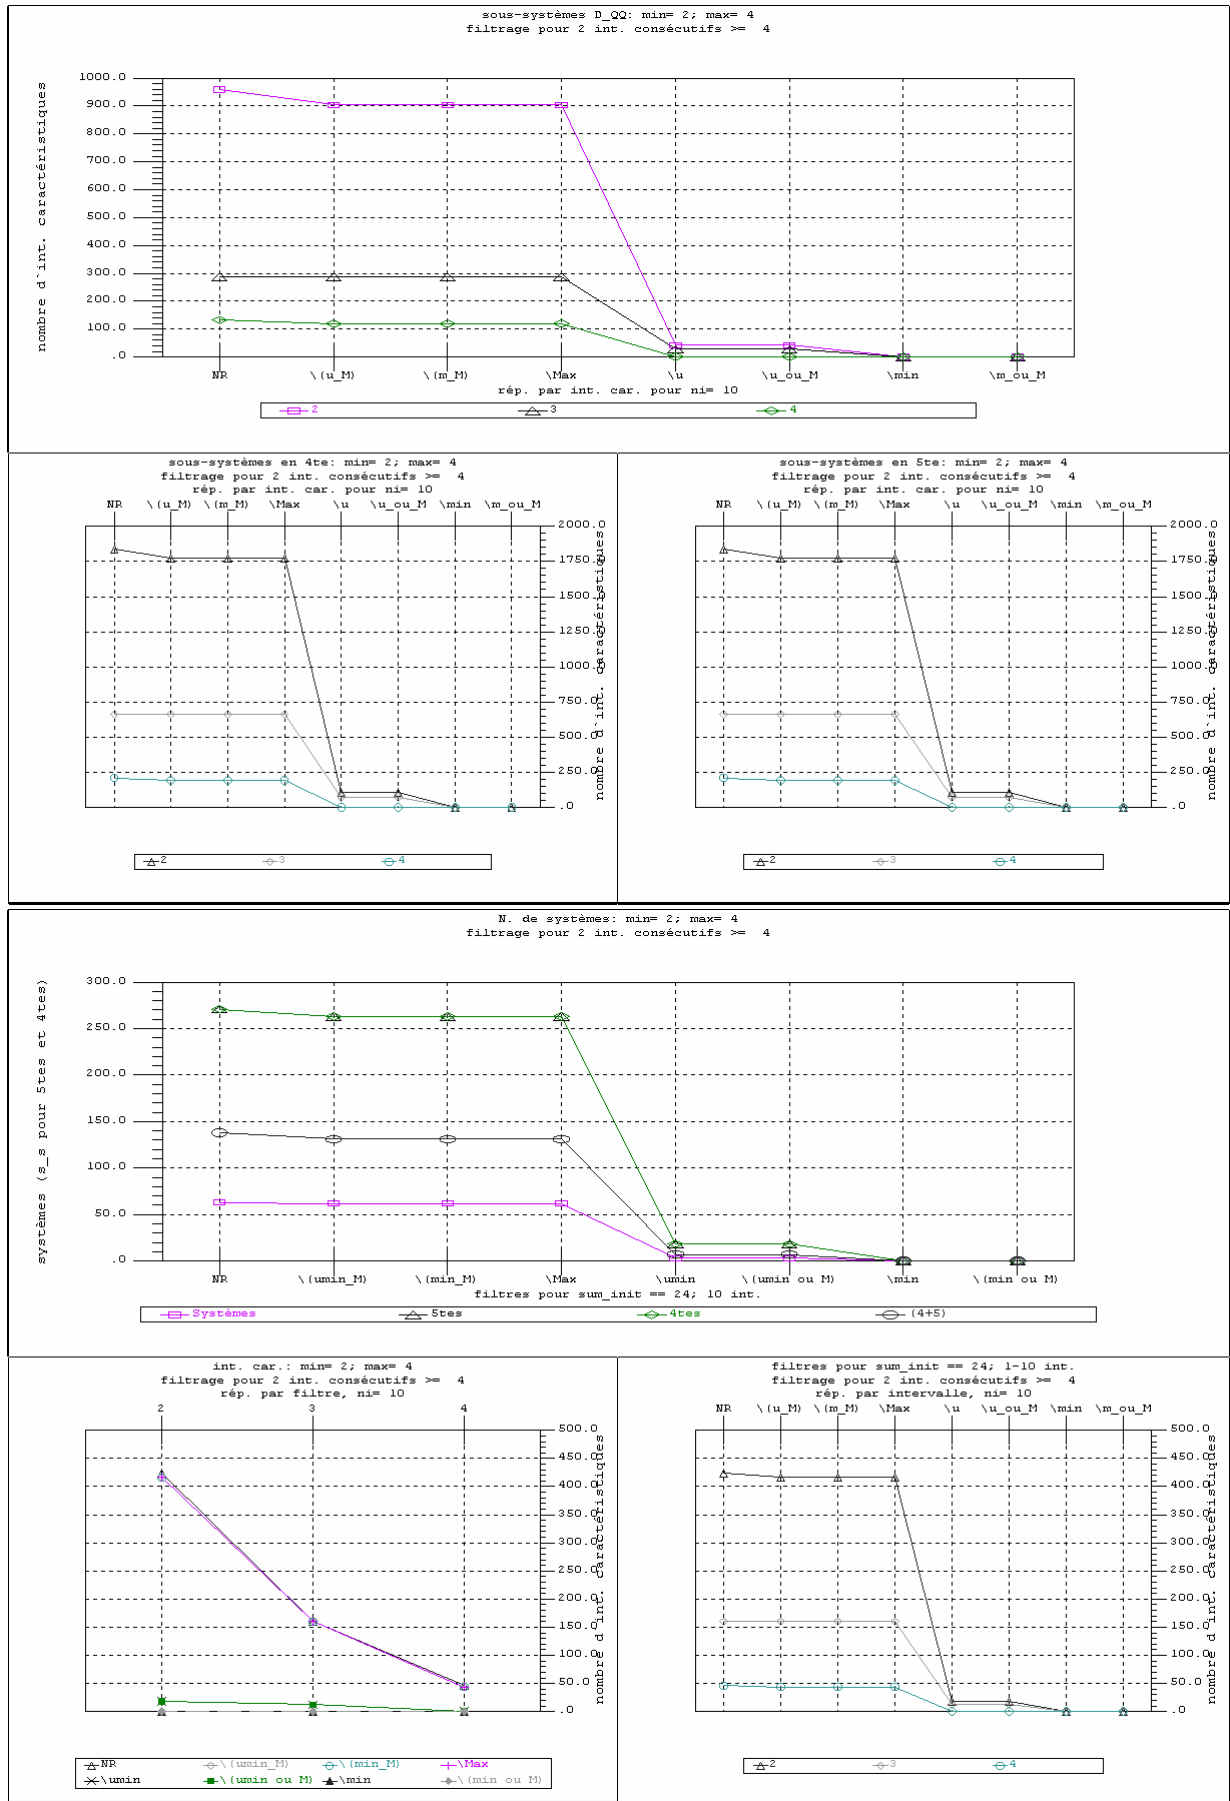 sous-systèmes D_QQ: min= 2; max= 4
filtrage pour 2 int. consécutifs >=  4
nombre d`int. caractéristiques
1000.0
900.0
800.0
700.0
600.0
500.0
400.0
300.0
200.0
100.0
.0
NR \(u_M) \(m_M) \Max \u \u_ou_M \min \m_ou_M
rép. par int. car. pour ni= 10
2 3 4
sous-systèmes en 4te: min= 2; max= 4
filtrage pour 2 int. consécutifs >=  4
rép. par int. car. pour ni= 10
NR \(u_M) \(m_M) \Max \u \u_ou_M \min \m_ou_M
2000.0
1750.0
1500.0
1250.0
1000.0
750.0
500.0
250.0
.0
nombre d`int. caractéristiques
2 3 4
sous-systèmes en 5te: min= 2; max= 4
filtrage pour 2 int. consécutifs >=  4
rép. par int. car. pour ni= 10
NR \(u_M) \(m_M) \Max \u \u_ou_M \min \m_ou_M
2000.0
1750.0
1500.0
1250.0
1000.0
750.0
500.0
250.0
.0
nombre d`int. caractéristiques
2 3 4
N. de systèmes: min= 2; max= 4
filtrage pour 2 int. consécutifs >=  4
systèmes (s_s pour 5tes et 4tes)
300.0
250.0
200.0
150.0
100.0
50.0
.0
NR \(umin_M) \(min_M) \Max \umin \(umin ou M) \min \(min ou M)
filtres pour sum_init == 24; 10 int.
Systèmes 5tes 4tes (4+5)
int. car.: min= 2; max= 4
filtrage pour 2 int. consécutifs >=  4
rép. par filtre, ni= 10
2 3 4
500.0
450.0
400.0
350.0
300.0
250.0
200.0
150.0
100.0
50.0
.0
nombre d`int. caractéristiques
NR \(umin_M) \(min_M) \Max
\umin \(umin ou M) \min \(min ou M)
filtres pour sum_init == 24; 1-10 int.
filtrage pour 2 int. consécutifs >=  4
rép. par intervalle, ni= 10
NR \(u_M) \(m_M) \Max \u \u_ou_M \min \m_ou_M
500.0
450.0
400.0
350.0
300.0
250.0
200.0
150.0
100.0
50.0
.0
nombre d`int. caractéristiques
2 3 4